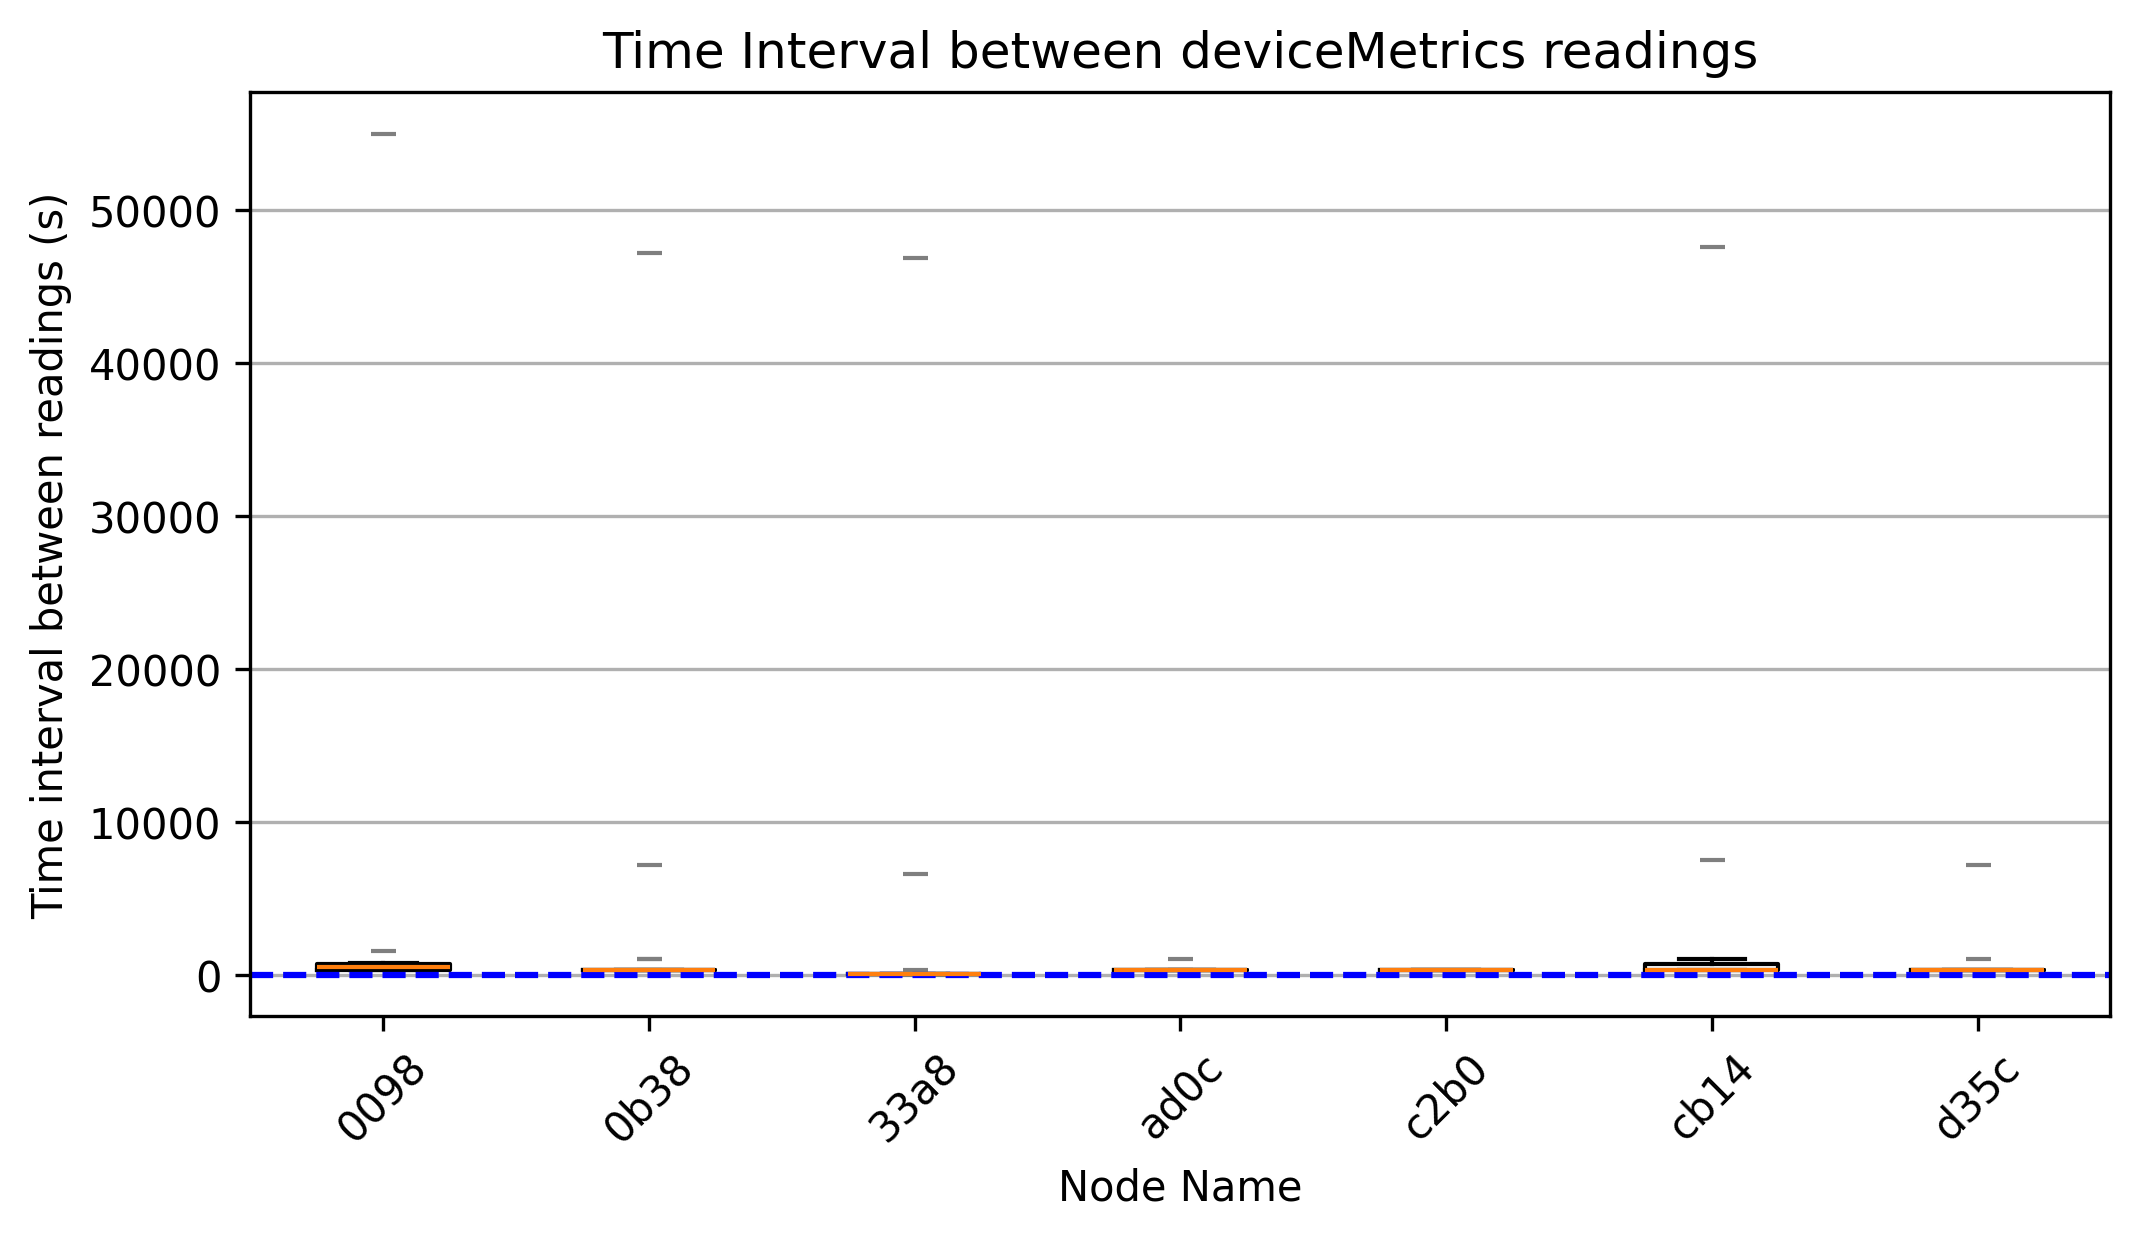 Time Interval between deviceMetrics readings
Time interval between readings (s)
50000
40000
30000
20000
10000
0
0098
0b38
33a8
ad0c
c2b0
cb14
d35c
Node Name